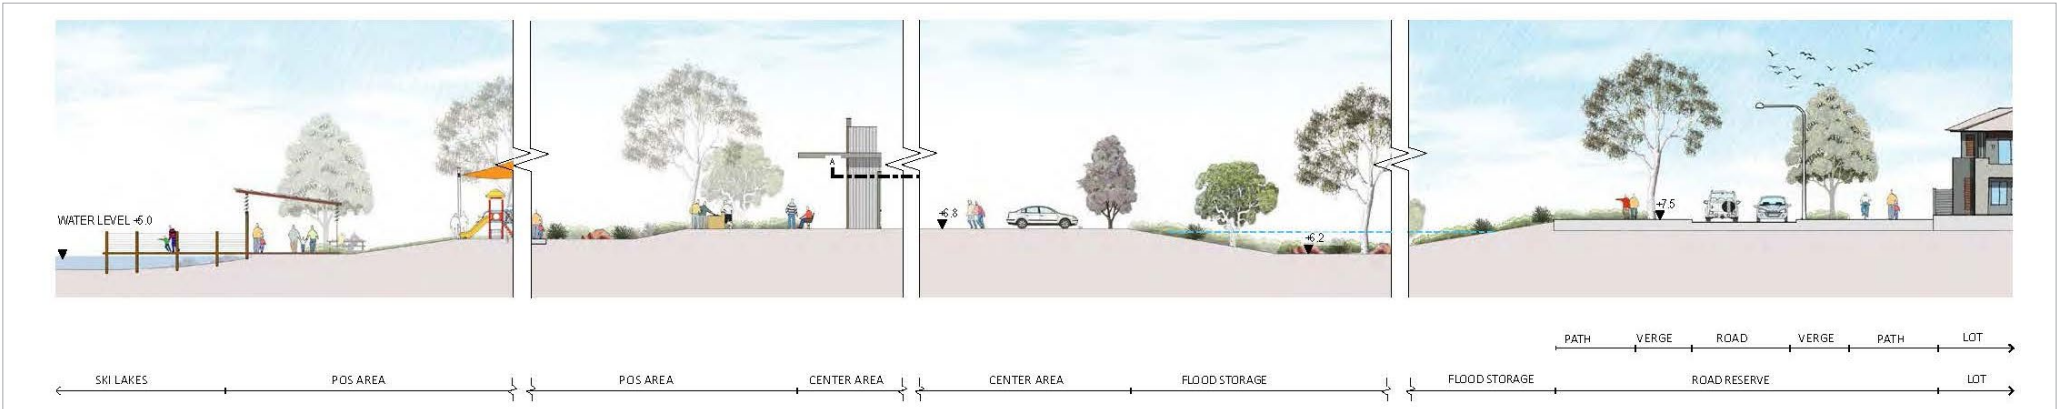 WATER LEVEL +5.0
A
+6.8
+6.2
+7.5
PATH VERGE ROAD VERGE PATH LOT
SKI LAKES POS AREA POS AREA CENTER AREA CENTER AREA FLOOD STORAGE FLOOD STORAGE ROAD RESERVE LOT